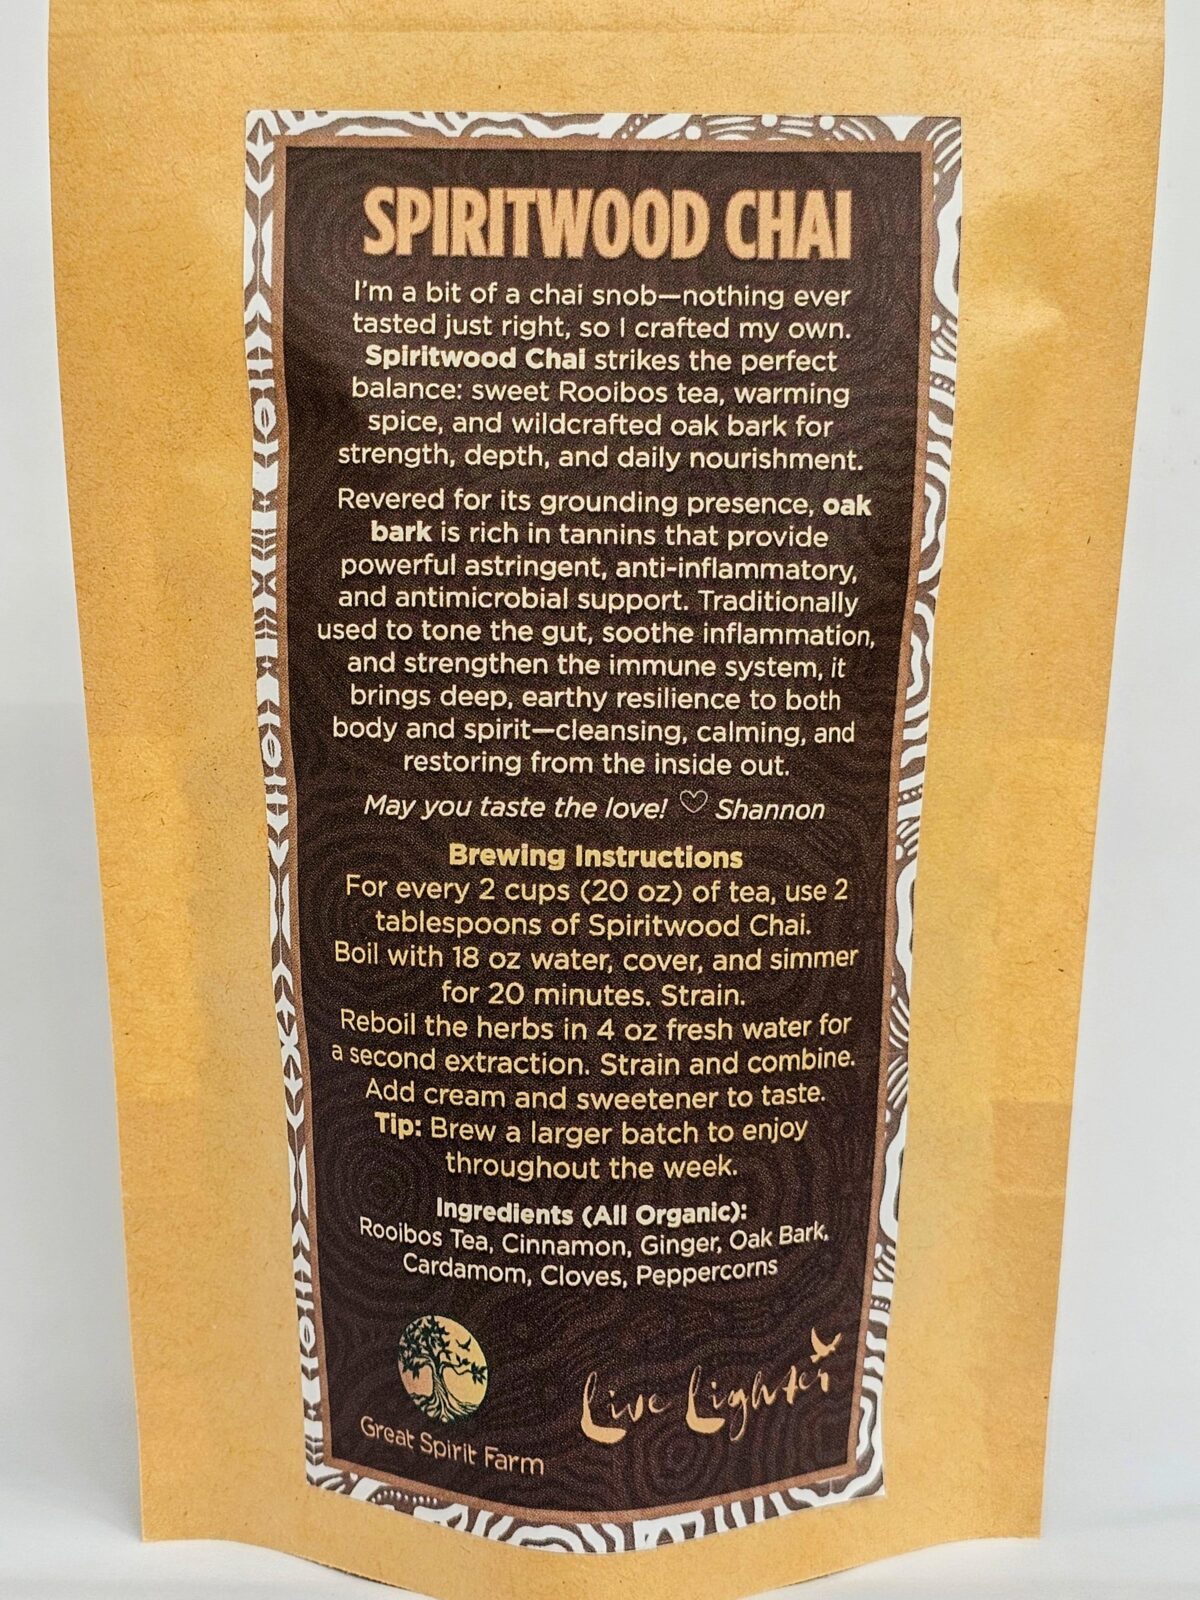 SPIRITWOOD CHAI
I'm a bit of a chai snob—nothing ever
tasted just right, so I crafted my own.
Spiritwood Chai strikes the perfect
balance: sweet Rooibos tea, warming
spice, and wildcrafted oak bark for
strength, depth, and daily nourishment.
Revered for its grounding presence, oak
bark is rich in tannins that provide
powerful astringent, anti-inflammatory,
and antimicrobial support. Traditionally
used to tone the gut, soothe inflammation,
and strengthen the immune system, it
brings deep, earthy resilience to both
body and spirit—cleansing, calming, and
restoring from the inside out.
May you taste the love! ♡ Shannon
Brewing Instructions
For every 2 cups (20 oz) of tea, use 2
tablespoons of Spiritwood Chai.
Boil with 18 oz water, cover, and simmer
for 20 minutes. Strain.
Reboil the herbs in 4 oz fresh water for
a second extraction. Strain and combine.
Add cream and sweetener to taste.
Tip: Brew a larger batch to enjoy
throughout the week.
Ingredients (All Organic):
Rooibos Tea, Cinnamon, Ginger, Oak Bark,
Cardamom, Cloves, Peppercorns
Great Spirit Farm
Live Lighter